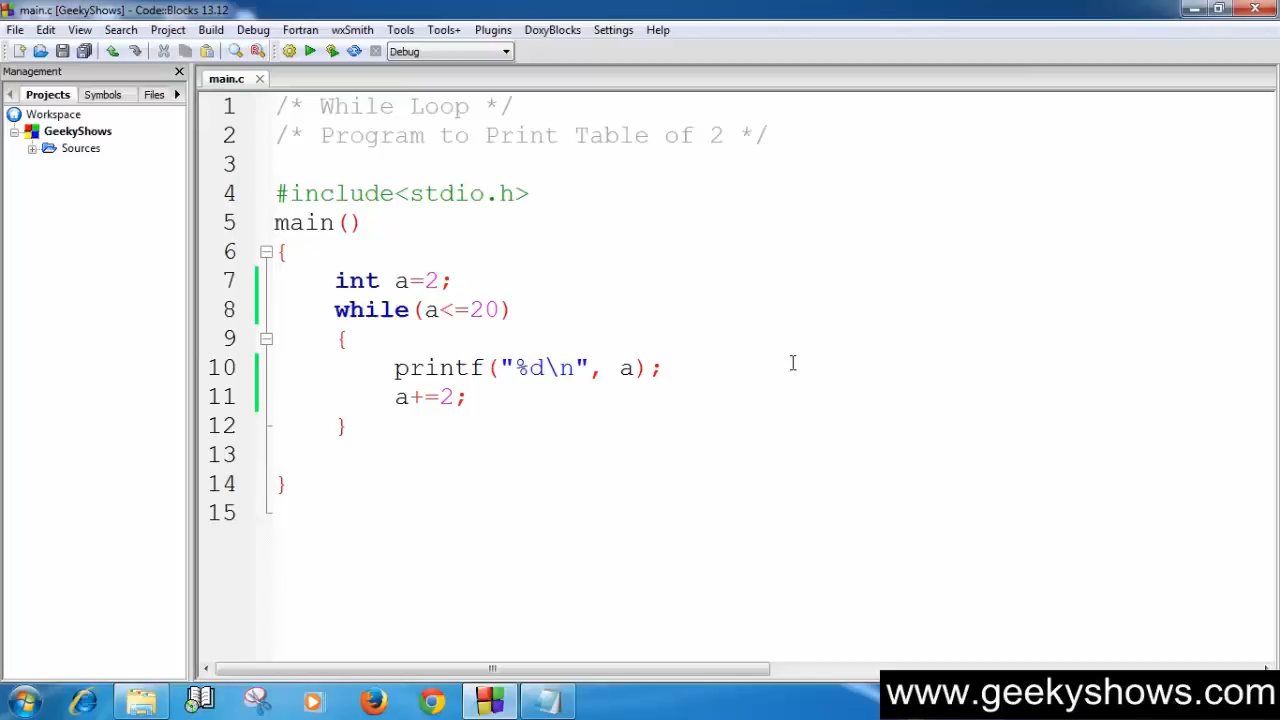 main.c [GeekyShows] - Code::Blocks 13.12
File Edit View Search Project Build Debug Fortran wxSmith Tools Tools+ Plugins DoxyBlocks Settings Help
Debug
Management
main.c
Projects Symbols Files
Workspace
GeekyShows
Sources
1 /* While Loop */
2 /* Program to Print Table of 2 */
3
4 #include<stdio.h>
5 main()
6 {
7 int a=2;
8 while(a<=20)
9 {
10 printf("%d\n", a);
11 a+=2;
12 }
13
14 }
15
www.geekyshows.com